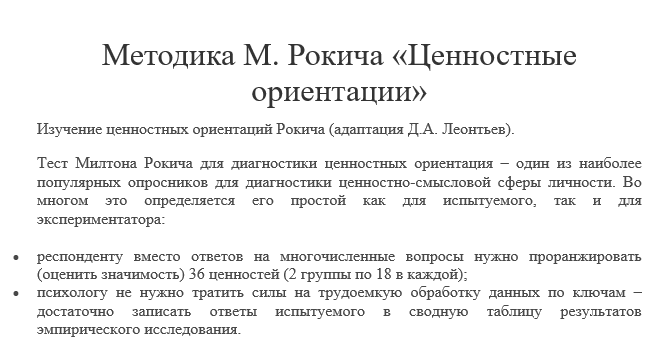 Методика М. Рокича «Ценностные
ориентации»
Изучение ценностных ориентаций Рокича (адаптация Д.А. Леонтьев).
Тест Милтона Рокича для диагностики ценностных ориентация – один из наиболее
популярных опросников для диагностики ценностно-смысловой сферы личности. Во
многом это определяется его простой как для испытуемого, так и для
экспериментатора:
• респонденту вместо ответов на многочисленные вопросы нужно проранжировать
(оценить значимость) 36 ценностей (2 группы по 18 в каждой);
• психологу не нужно тратить силы на трудоемкую обработку данных по ключам –
достаточно записать ответы испытуемого в сводную таблицу результатов
эмпирического исследования.